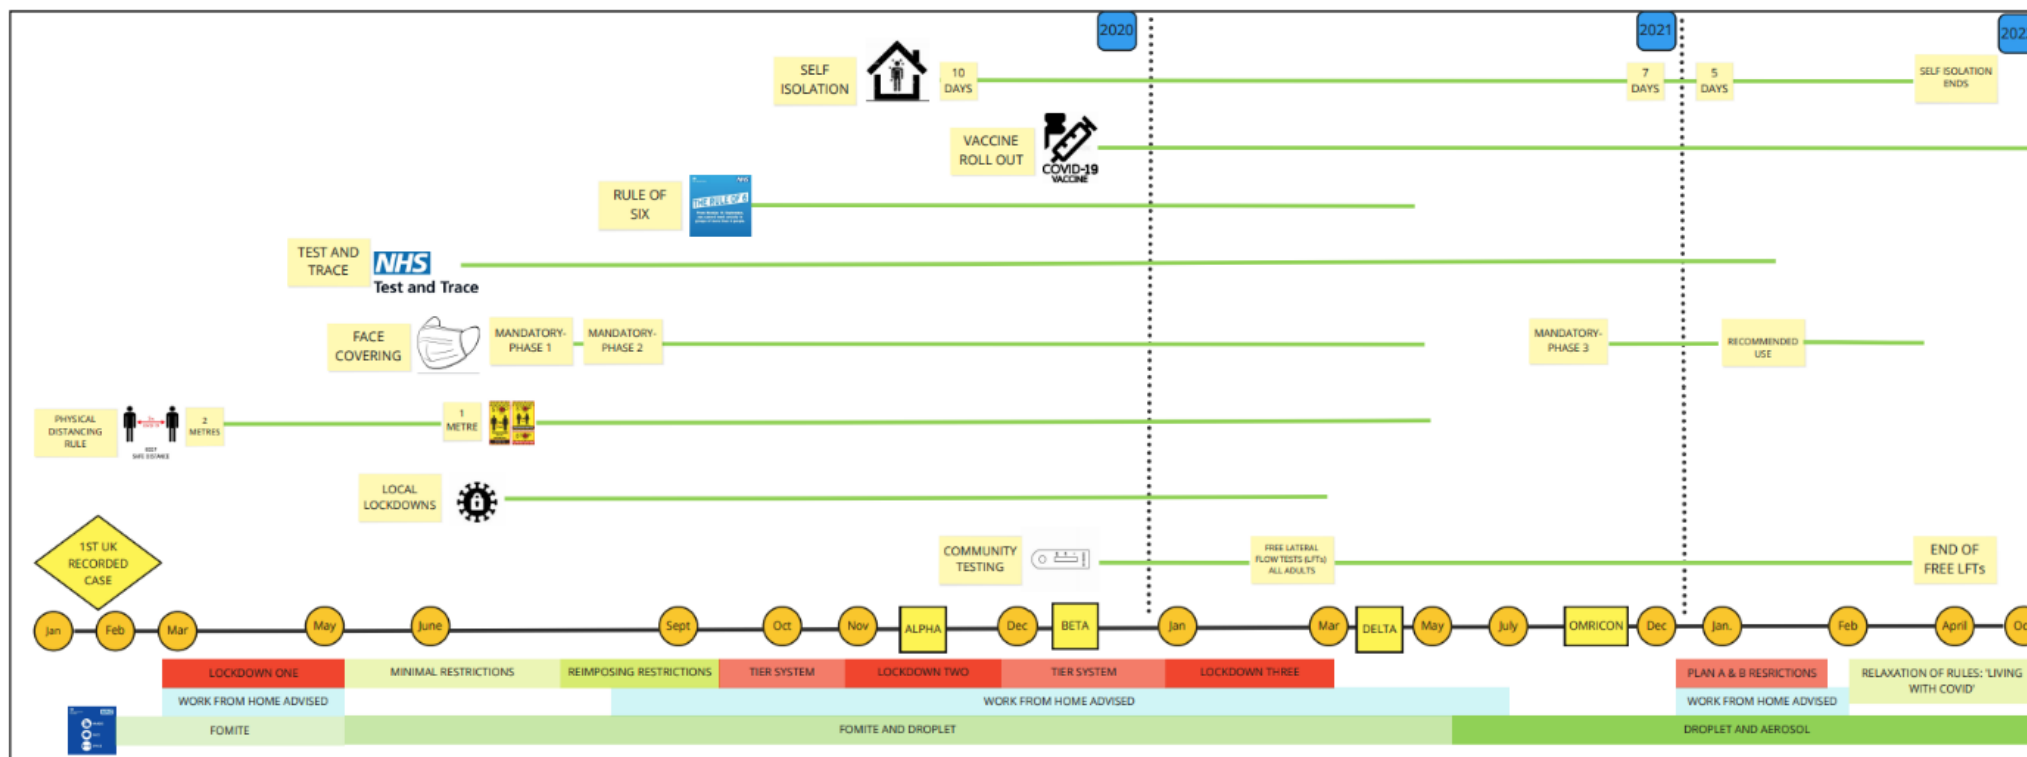 2020
2021
202
SELF
ISOLATION
10
DAYS
7
DAYS
5
DAYS
SELF ISOLATION
ENDS
VACCINE
ROLL OUT
COVID-19
VACCINE
RULE OF
SIX
NHS
THE RULE OF 6
TEST AND
TRACE
NHS
Test and Trace
FACE
COVERING
MANDATORY-
PHASE 1
MANDATORY-
PHASE 2
MANDATORY-
PHASE 3
RECOMMENDED
USE
PHYSICAL
DISTANCING
RULE
SAFE DISTANCE
2
METRES
1
METRE
LOCAL
LOCKDOWNS
1ST UK
RECORDED
CASE
COMMUNITY
TESTING
FREE LATERAL
FLOW TESTS (LFTs)
ALL ADULTS
END OF
FREE LFTs
Jan
Feb
Mar
May
June
Sept
Oct
Nov
ALPHA
Dec
BETA
Jan
Mar
DELTA
May
July
OMRICON
Dec
Jan.
Feb
April
Oc
LOCKDOWN ONE
MINIMAL RESTRICTIONS
REIMPOSING RESTRICTIONS
TIER SYSTEM
LOCKDOWN TWO
TIER SYSTEM
LOCKDOWN THREE
PLAN A & B RESRICTIONS
RELAXATION OF RULES: 'LIVING
WITH COVID'
WORK FROM HOME ADVISED
WORK FROM HOME ADVISED
WORK FROM HOME ADVISED
FOMITE
FOMITE AND DROPLET
DROPLET AND AEROSOL